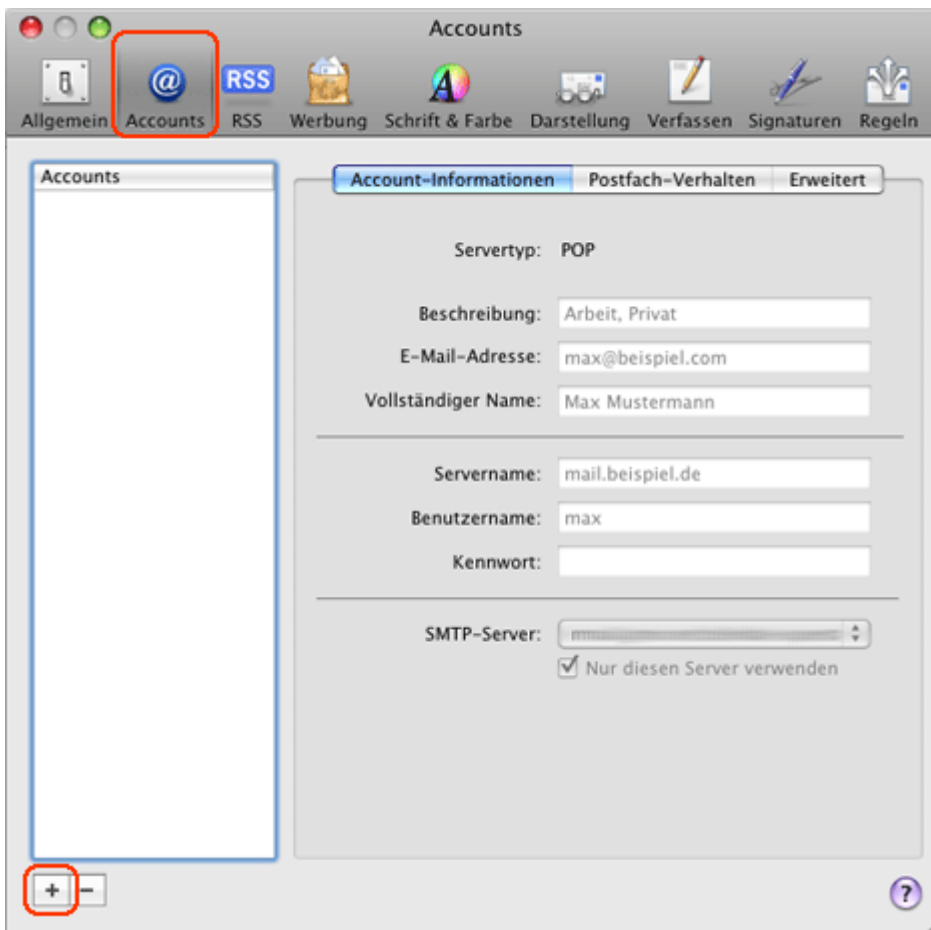 Accounts
RSS
Allgemein Accounts RSS Werbung Schrift & Farbe Darstellung Verfassen Signaturen Regeln
Accounts
Account-Informationen Postfach-Verhalten Erweitert
Servertyp: POP
Beschreibung: Arbeit, Privat
E-Mail-Adresse: max@beispiel.com
Vollständiger Name: Max Mustermann
Servername: mail.beispiel.de
Benutzername: max
Kennwort:
SMTP-Server:
Nur diesen Server verwenden
+ − ?